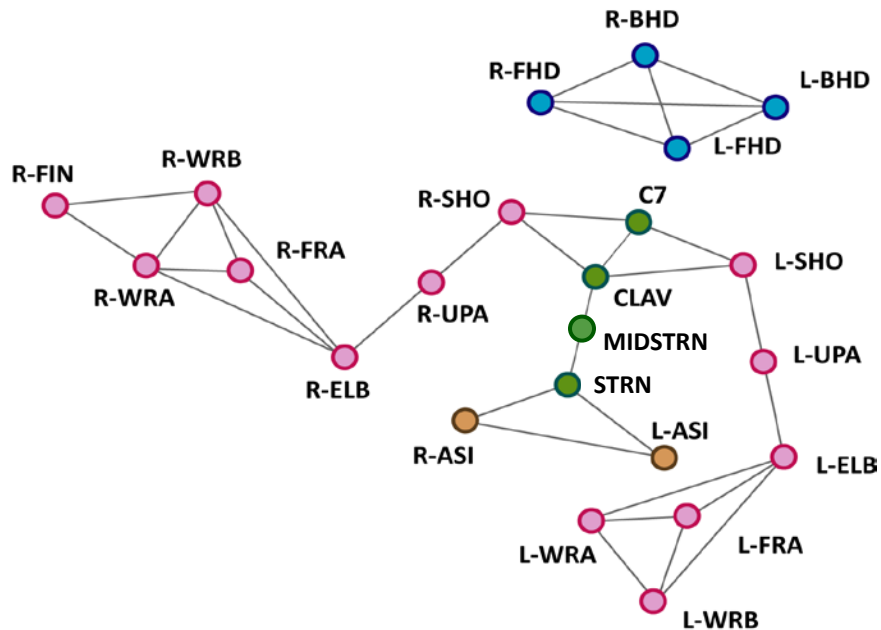 R-BHD
R-FHD
L-BHD
L-FHD
R-WRB
R-FIN
R-SHO
C7
R-FRA
L-SHO
R-WRA
CLAV
R-UPA
MIDSTRN
L-UPA
R-ELB
STRN
L-ASI
R-ASI
L-ELB
L-WRA
L-FRA
L-WRB